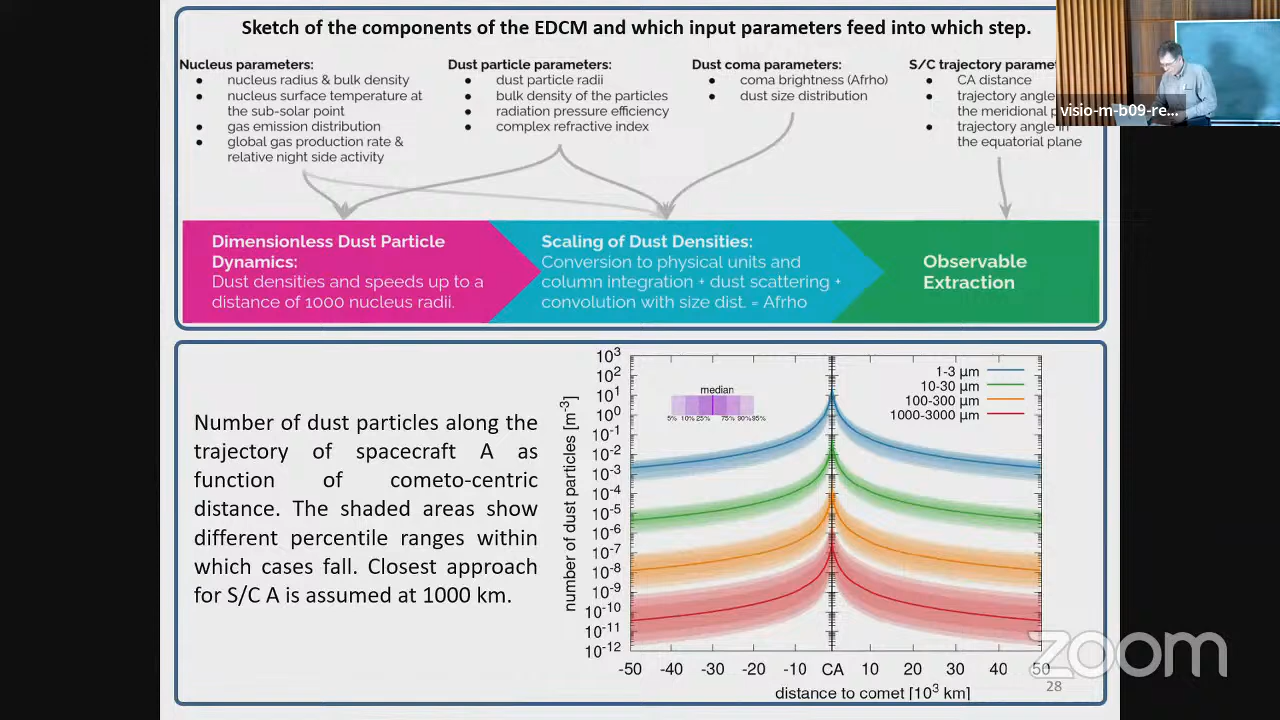 Sketch of the components of the EDCM and which input parameters feed into which step.
Nucleus parameters:
● nucleus radius & bulk density
● nucleus surface temperature at
the sub-solar point
● gas emission distribution
● global gas production rate &
relative night side activity
Dust particle parameters:
● dust particle radii
● bulk density of the particles
● radiation pressure efficiency
● complex refractive index
Dust coma parameters:
● coma brightness (Afrho)
● dust size distribution
S/C trajectory paramet
● CA distance
● trajectory angle
the meridional p
● trajectory angle in
the equatorial plane
visio-m-b09-re...
Dimensionless Dust Particle
Dynamics:
Dust densities and speeds up to a
distance of 1000 nucleus radii.
Scaling of Dust Densities:
Conversion to physical units and
column integration + dust scattering +
convolution with size dist. = Afrho
Observable
Extraction
Number of dust particles along the
trajectory of spacecraft A as
function of cometo-centric
distance. The shaded areas show
different percentile ranges within
which cases fall. Closest approach
for S/C A is assumed at 1000 km.
number of dust particles [m⁻³]
10³
10²
10¹
10⁰
10⁻¹
10⁻²
10⁻³
10⁻⁴
10⁻⁵
10⁻⁶
10⁻⁷
10⁻⁸
10⁻⁹
10⁻¹⁰
10⁻¹¹
10⁻¹²
median
5% 10% 25% 75% 90% 95%
1-3 µm
10-30 µm
100-300 µm
1000-3000 µm
-50 -40 -30 -20 -10 CA 10 20 30 40 50
distance to comet [10³ km]
zoom
28